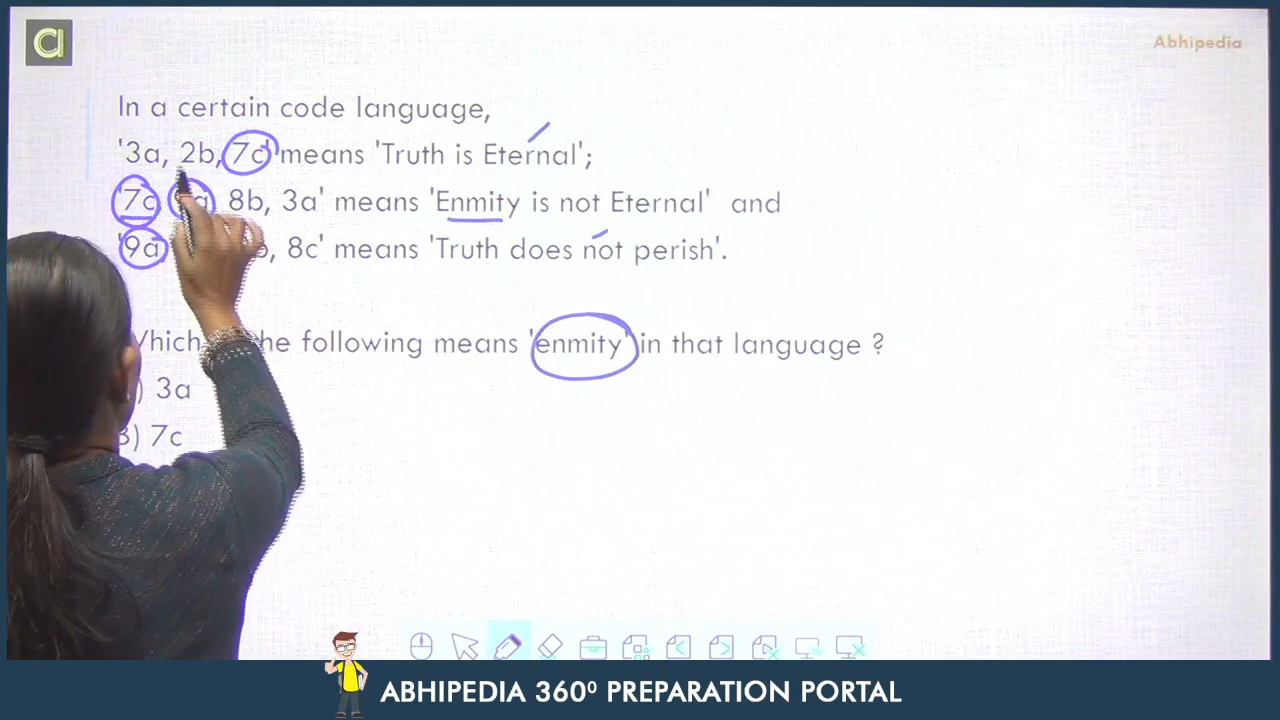 a
Abhipedia
In a certain code language,
'3a, 2b, 7c' means 'Truth is Eternal';
'7c, 8b, 3a' means 'Enmity is not Eternal' and
'9a 8c' means 'Truth does not perish'.
Which the following means 'enmity' in that language ?
) 3a
B) 7c
ABHIPEDIA 360⁰ PREPARATION PORTAL